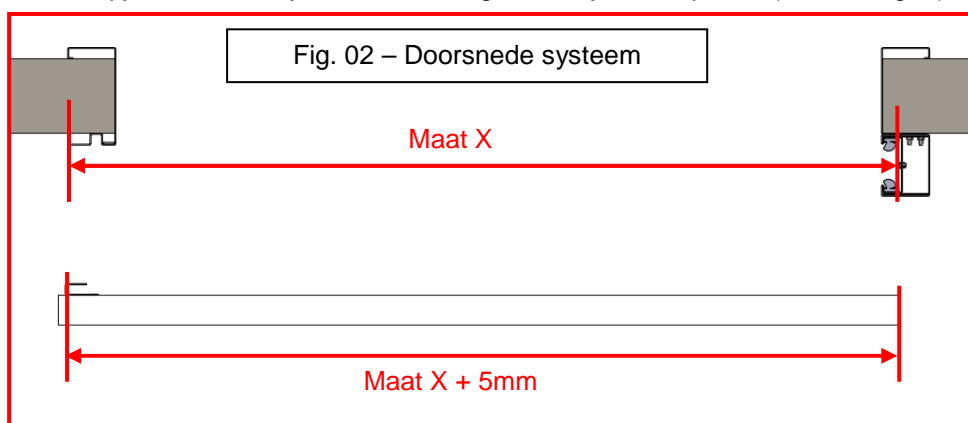 Fig. 02 – Doorsnede systeem
Maat X
Maat X + 5mm